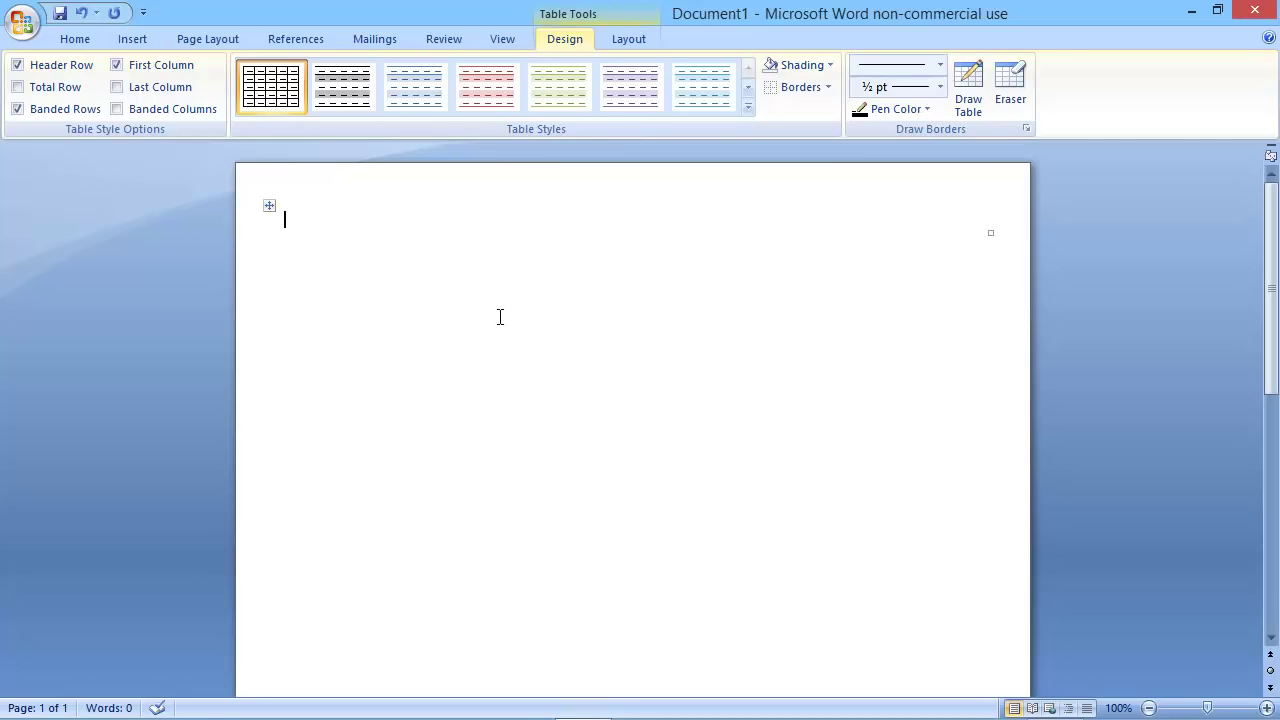 Table Tools
Document1 - Microsoft Word non-commercial use
Home Insert Page Layout References Mailings Review View Design Layout
Header Row First Column
Total Row Last Column
Banded Rows Banded Columns
Table Style Options
Table Styles
Shading
Borders
½ pt
Pen Color
Draw Table
Eraser
Draw Borders
Page: 1 of 1 Words: 0 100%